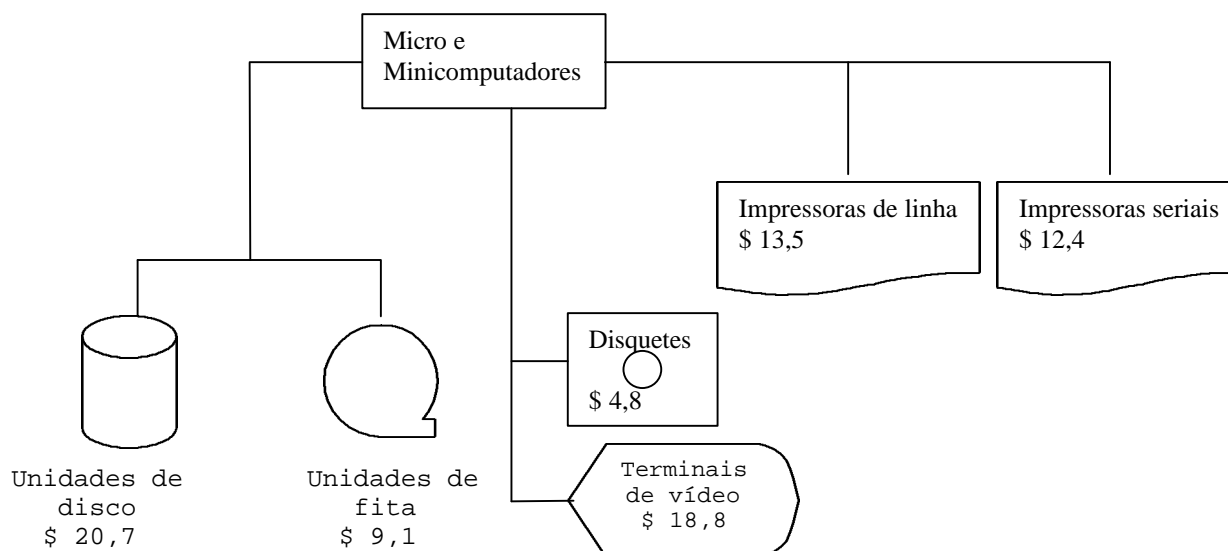 Micro e
Minicomputadores
Impressoras de linha
$ 13,5
Impressoras seriais
$ 12,4
Disquetes
$ 4,8
Unidades de
disco
$ 20,7
Unidades de
fita
$ 9,1
Terminais
de vídeo
$ 18,8